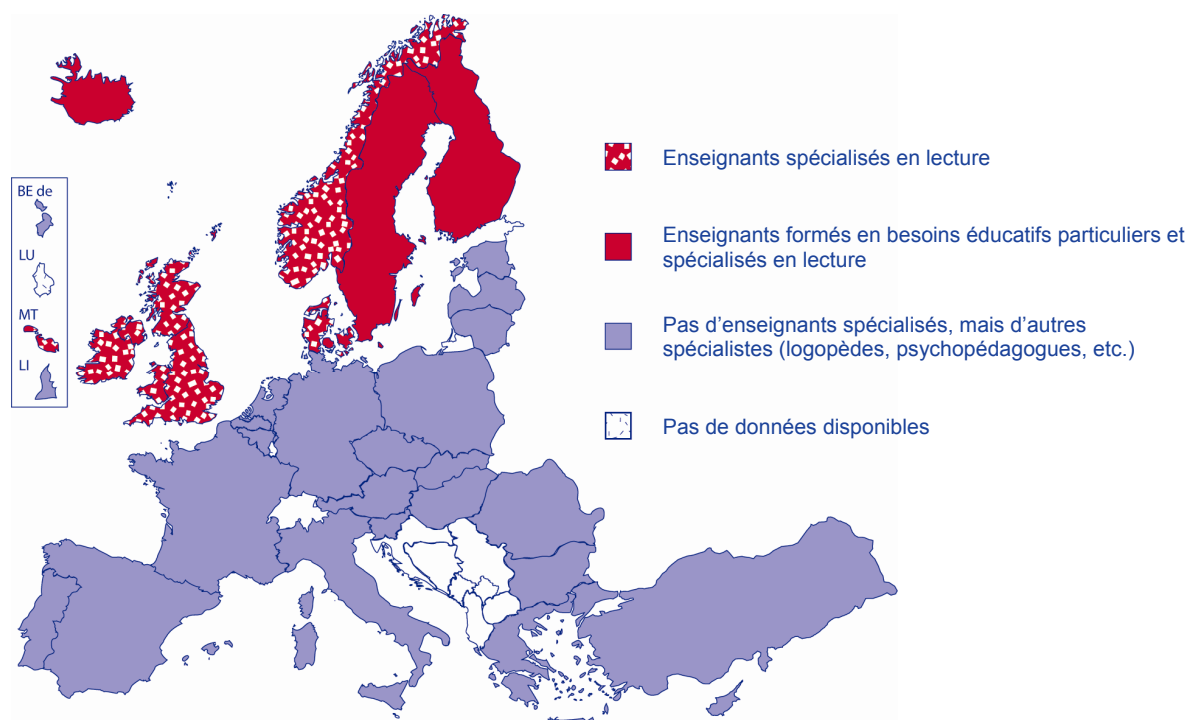 BE de
LU
MT
LI
Enseignants spécialisés en lecture
Enseignants formés en besoins éducatifs particuliers et
spécialisés en lecture
Pas d’enseignants spécialisés, mais d’autres
spécialistes (logopèdes, psychopédagogues, etc.)
Pas de données disponibles